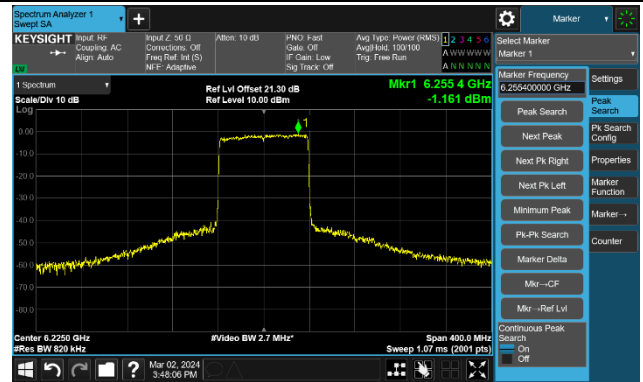 Spectrum Analyzer 1
Swept SA
Marker
KEYSIGHT
Input: RF
Coupling: AC
Align: Auto
Input Z: 50 Ω
Corrections: Off
Freq Ref: Int (S)
NFE: Adaptive
Atten: 10 dB
PNO: Fast
Gate: Off
IF Gain: Low
Sig Track: Off
Avg Type: Power (RMS)
Avg|Hold: 100/100
Trig: Free Run
1 2 3 4 5 6
A W W W W W
A N N N N N
Select Marker
Marker 1
1 Spectrum
Scale/Div 10 dB
Log
Ref Lvl Offset 21.30 dB
Ref Level 10.00 dBm
Mkr1 6.255 4 GHz
-1.161 dBm
1
0.00
-10.0
-20.0
-30.0
-40.0
-50.0
-60.0
-70.0
-80.0
Center 6.2250 GHz
#Res BW 820 kHz
#Video BW 2.7 MHz*
Span 400.0 MHz
Sweep 1.07 ms (2001 pts)
Marker Frequency
6.255400000 GHz
Peak Search
Next Peak
Next Pk Right
Next Pk Left
Minimum Peak
Pk-Pk Search
Marker Delta
Mkr→CF
Mkr→Ref Lvl
Continuous Peak
Search
On
Off
Settings
Peak
Search
Pk Search
Config
Properties
Marker
Function
Marker→
Counter
?
Mar 02, 2024
3:48:06 PM